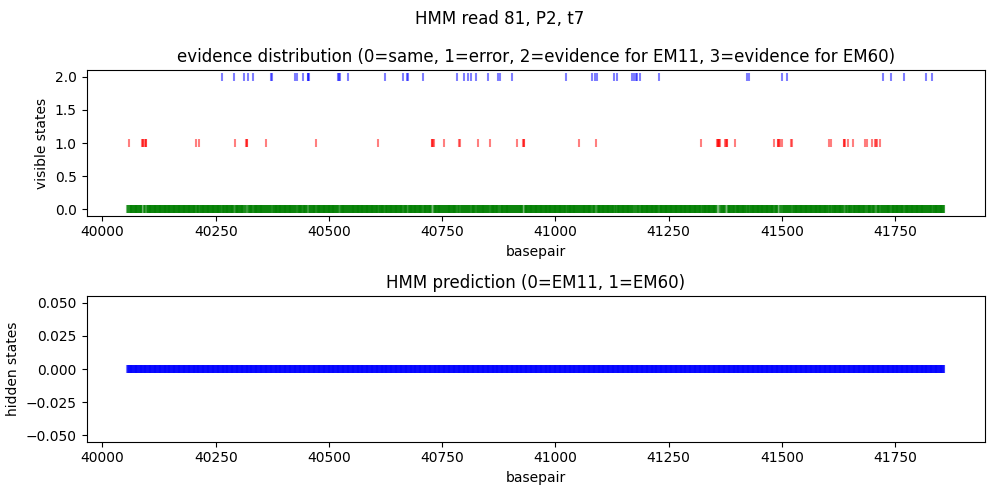 HMM read 81, P2, t7
evidence distribution (0=same, 1=error, 2=evidence for EM11, 3=evidence for EM60)
visible states
2.0
1.5
1.0
0.5
0.0
40000 40250 40500 40750 41000 41250 41500 41750
basepair
HMM prediction (0=EM11, 1=EM60)
hidden states
0.050
0.025
0.000
−0.025
−0.050
40000 40250 40500 40750 41000 41250 41500 41750
basepair